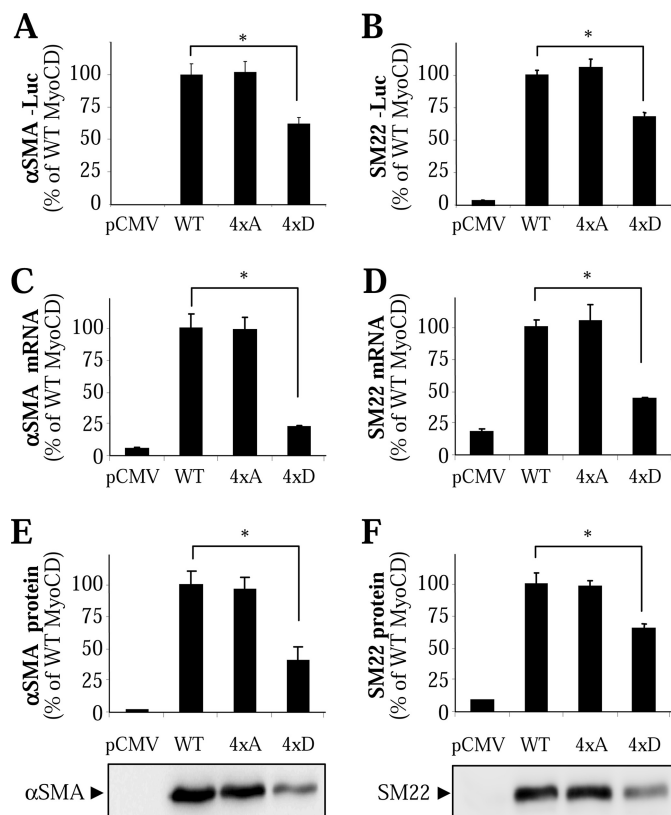 A
αSMA -Luc
(% of WT MyoCD)
100
75
50
25
0
*
pCMV WT 4xA 4xD
B
SM22 -Luc
(% of WT MyoCD)
100
75
50
25
0
*
pCMV WT 4xA 4xD
C
αSMA mRNA
(% of WT MyoCD)
100
75
50
25
0
*
pCMV WT 4xA 4xD
D
SM22 mRNA
(% of WT MyoCD)
100
75
50
25
0
*
pCMV WT 4xA 4xD
E
αSMA protein
(% of WT MyoCD)
100
75
50
25
0
*
pCMV WT 4xA 4xD
αSMA
F
SM22 protein
(% of WT MyoCD)
100
75
50
25
0
*
pCMV WT 4xA 4xD
SM22